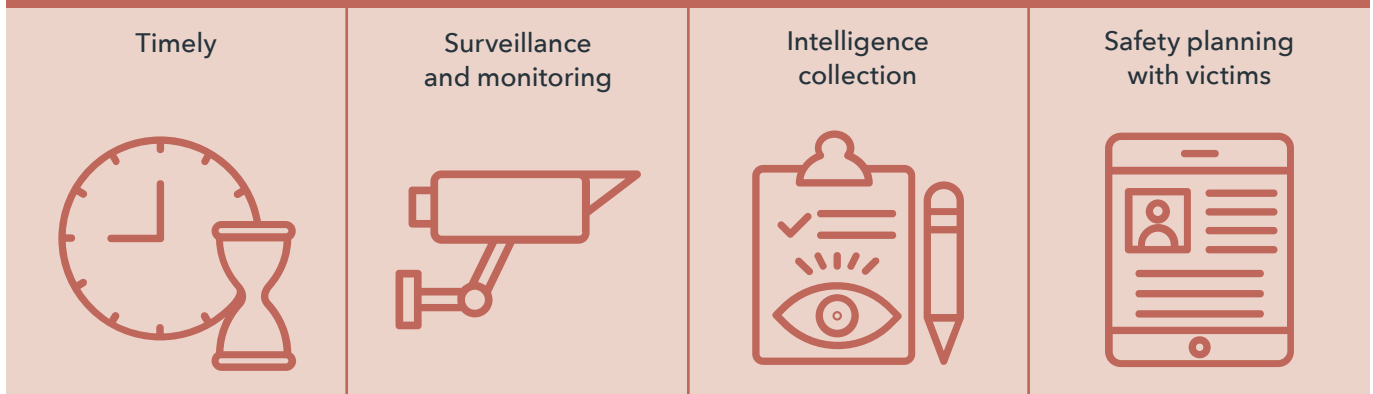 Timely
Surveillance
and monitoring
Intelligence
collection
Safety planning
with victims